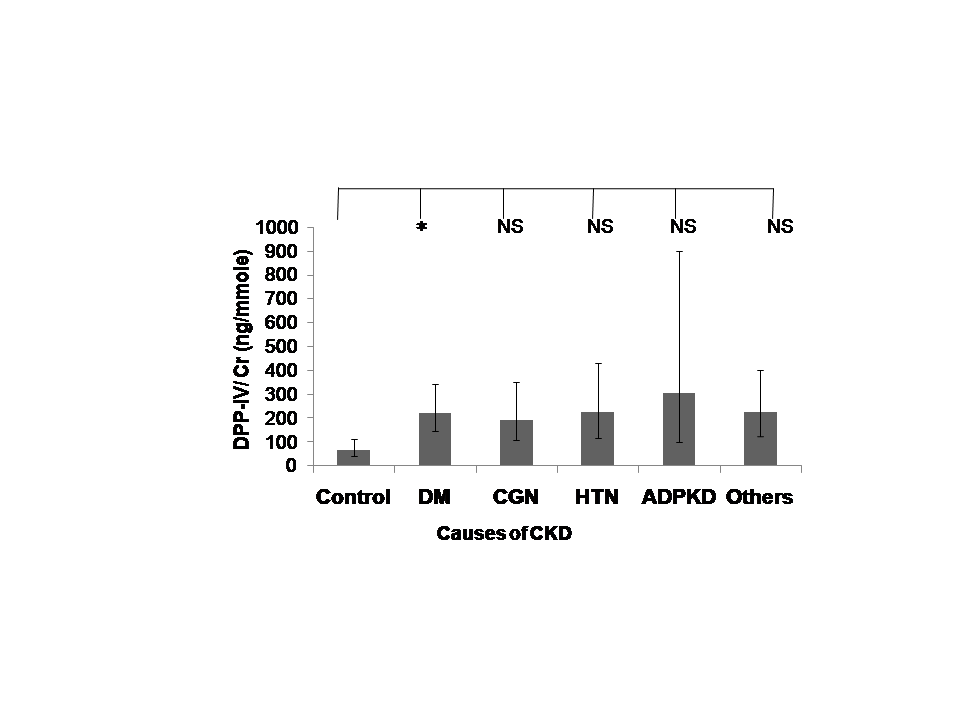 * NS NS NS NS
1000
900
800
700
600
500
400
300
200
100
0
DPP-IV/ Cr (ng/mmole)
Control DM CGN HTN ADPKD Others
Causes of CKD